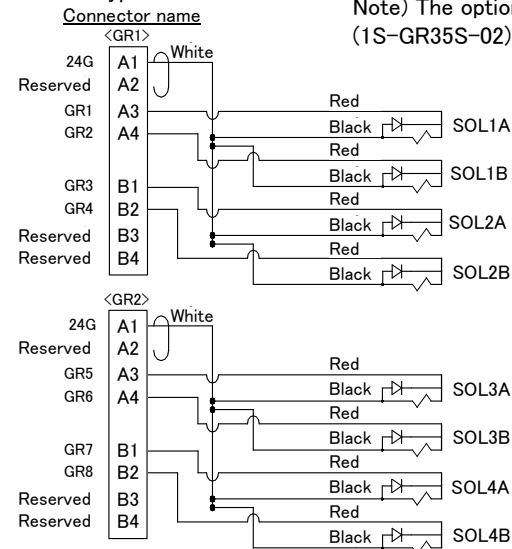 Connector name
Note) The option
(1S-GR35S-02)
<GR1>
White
24G A1
Reserved A2
GR1 A3 Red
GR2 A4 Black SOL1A
Red
Black SOL1B
GR3 B1 Red
GR4 B2 Black SOL2A
Reserved B3 Red
Reserved B4 Black SOL2B
<GR2>
White
24G A1
Reserved A2
GR5 A3 Red
GR6 A4 Black SOL3A
Red
Black SOL3B
GR7 B1 Red
GR8 B2 Black SOL4A
Reserved B3 Red
Reserved B4 Black SOL4B